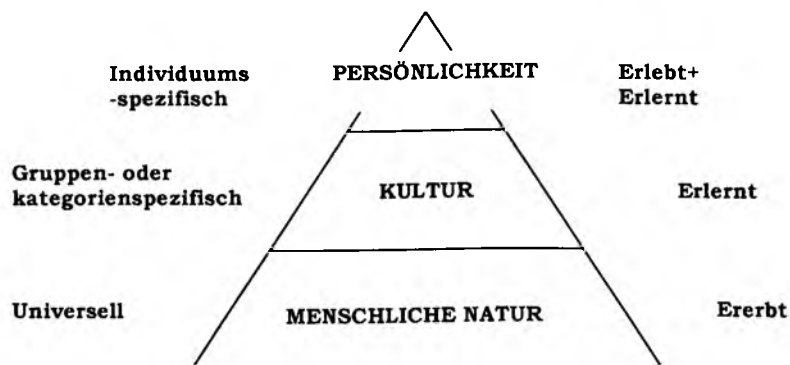 Individuums
-spezifisch
PERSÖNLICHKEIT
Erlebt+
Erlernt
Gruppen- oder
kategorienspezifisch
KULTUR
Erlernt
Universell
MENSCHLICHE NATUR
Ererbt